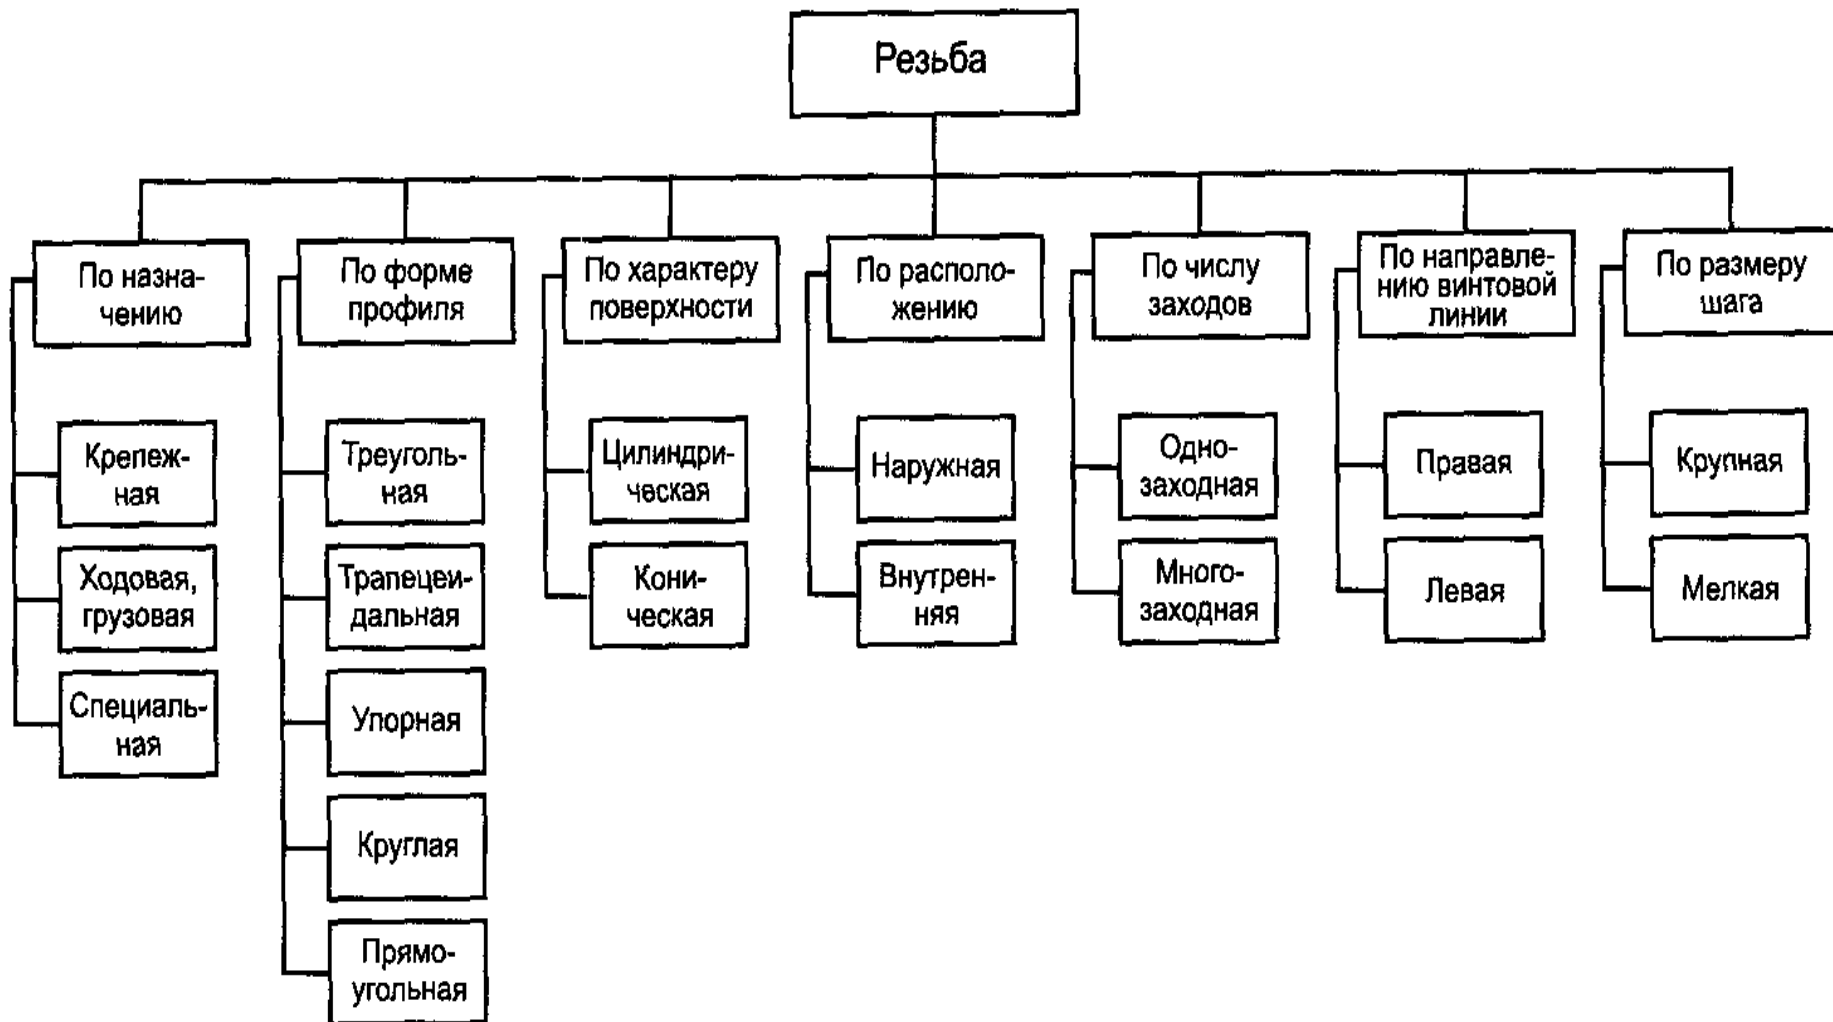 Резьба
По назна-
чению
По форме
профиля
По характеру
поверхности
По располо-
жению
По числу
заходов
По направле-
нию винтовой
линии
По размеру
шага
Крепеж-
ная
Ходовая,
грузовая
Специаль-
ная
Треуголь-
ная
Трапецеи-
дальная
Упорная
Круглая
Прямо-
угольная
Цилиндри-
ческая
Кони-
ческая
Наружная
Внутрен-
няя
Одно-
заходная
Много-
заходная
Правая
Левая
Крупная
Мелкая